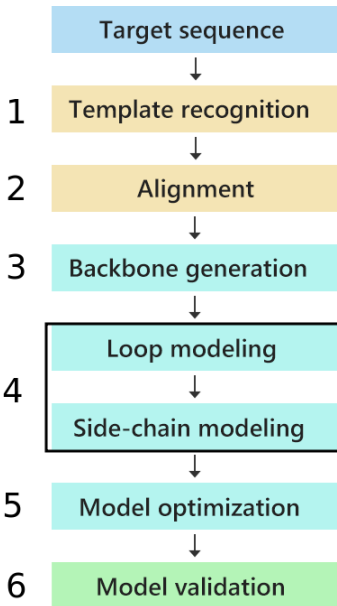 Target sequence
1 Template recognition
2 Alignment
3 Backbone generation
Loop modeling
4
Side-chain modeling
5 Model optimization
6 Model validation